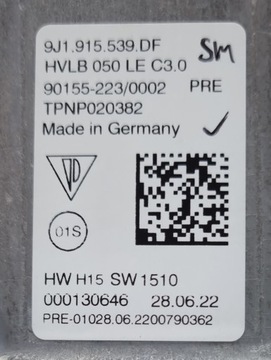 9J1.915.539.DF
SM
HVLB 050 LE C3.0
90155-223/0002 PRE
TPNP020382
Made in Germany
01S
HW H15 SW 1510
000130646 28.06.22
PRE-01028.06.2200790362